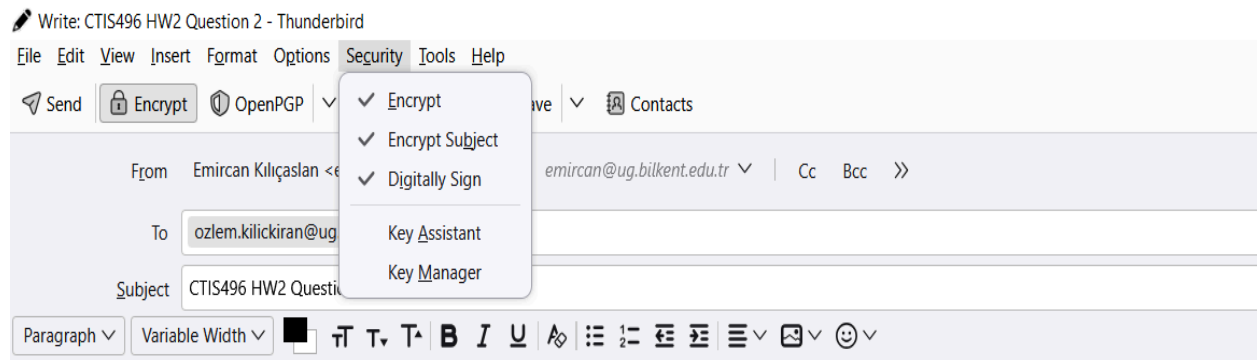 Write: CTIS496 HW2 Question 2 - Thunderbird
File Edit View Insert Format Options Security Tools Help
Send Encrypt OpenPGP ave Contacts
Encrypt
Encrypt Subject
Digitally Sign
Key Assistant
Key Manager
From Emircan Kılıçaslan <e emircan@ug.bilkent.edu.tr Cc Bcc
To ozlem.kilickiran@ug
Subject CTIS496 HW2 Questi
Paragraph Variable Width